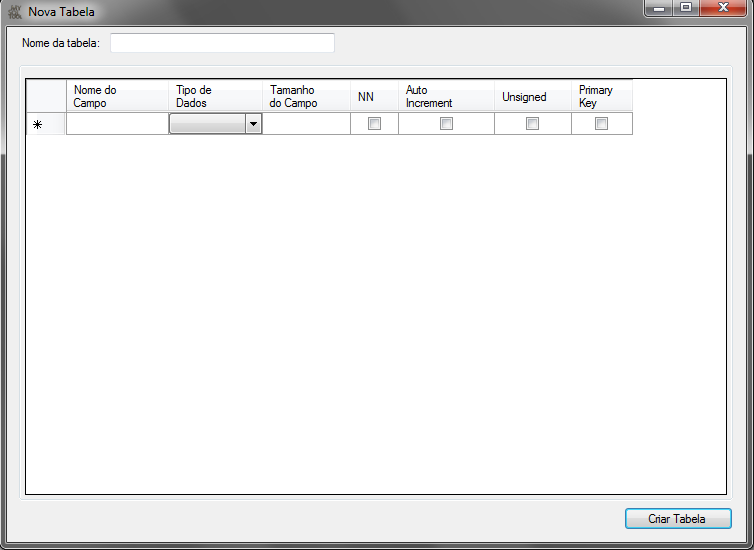 Nova Tabela
Nome da tabela:
Nome do Campo
Tipo de Dados
Tamanho do Campo
NN
Auto Increment
Unsigned
Primary Key
Criar Tabela